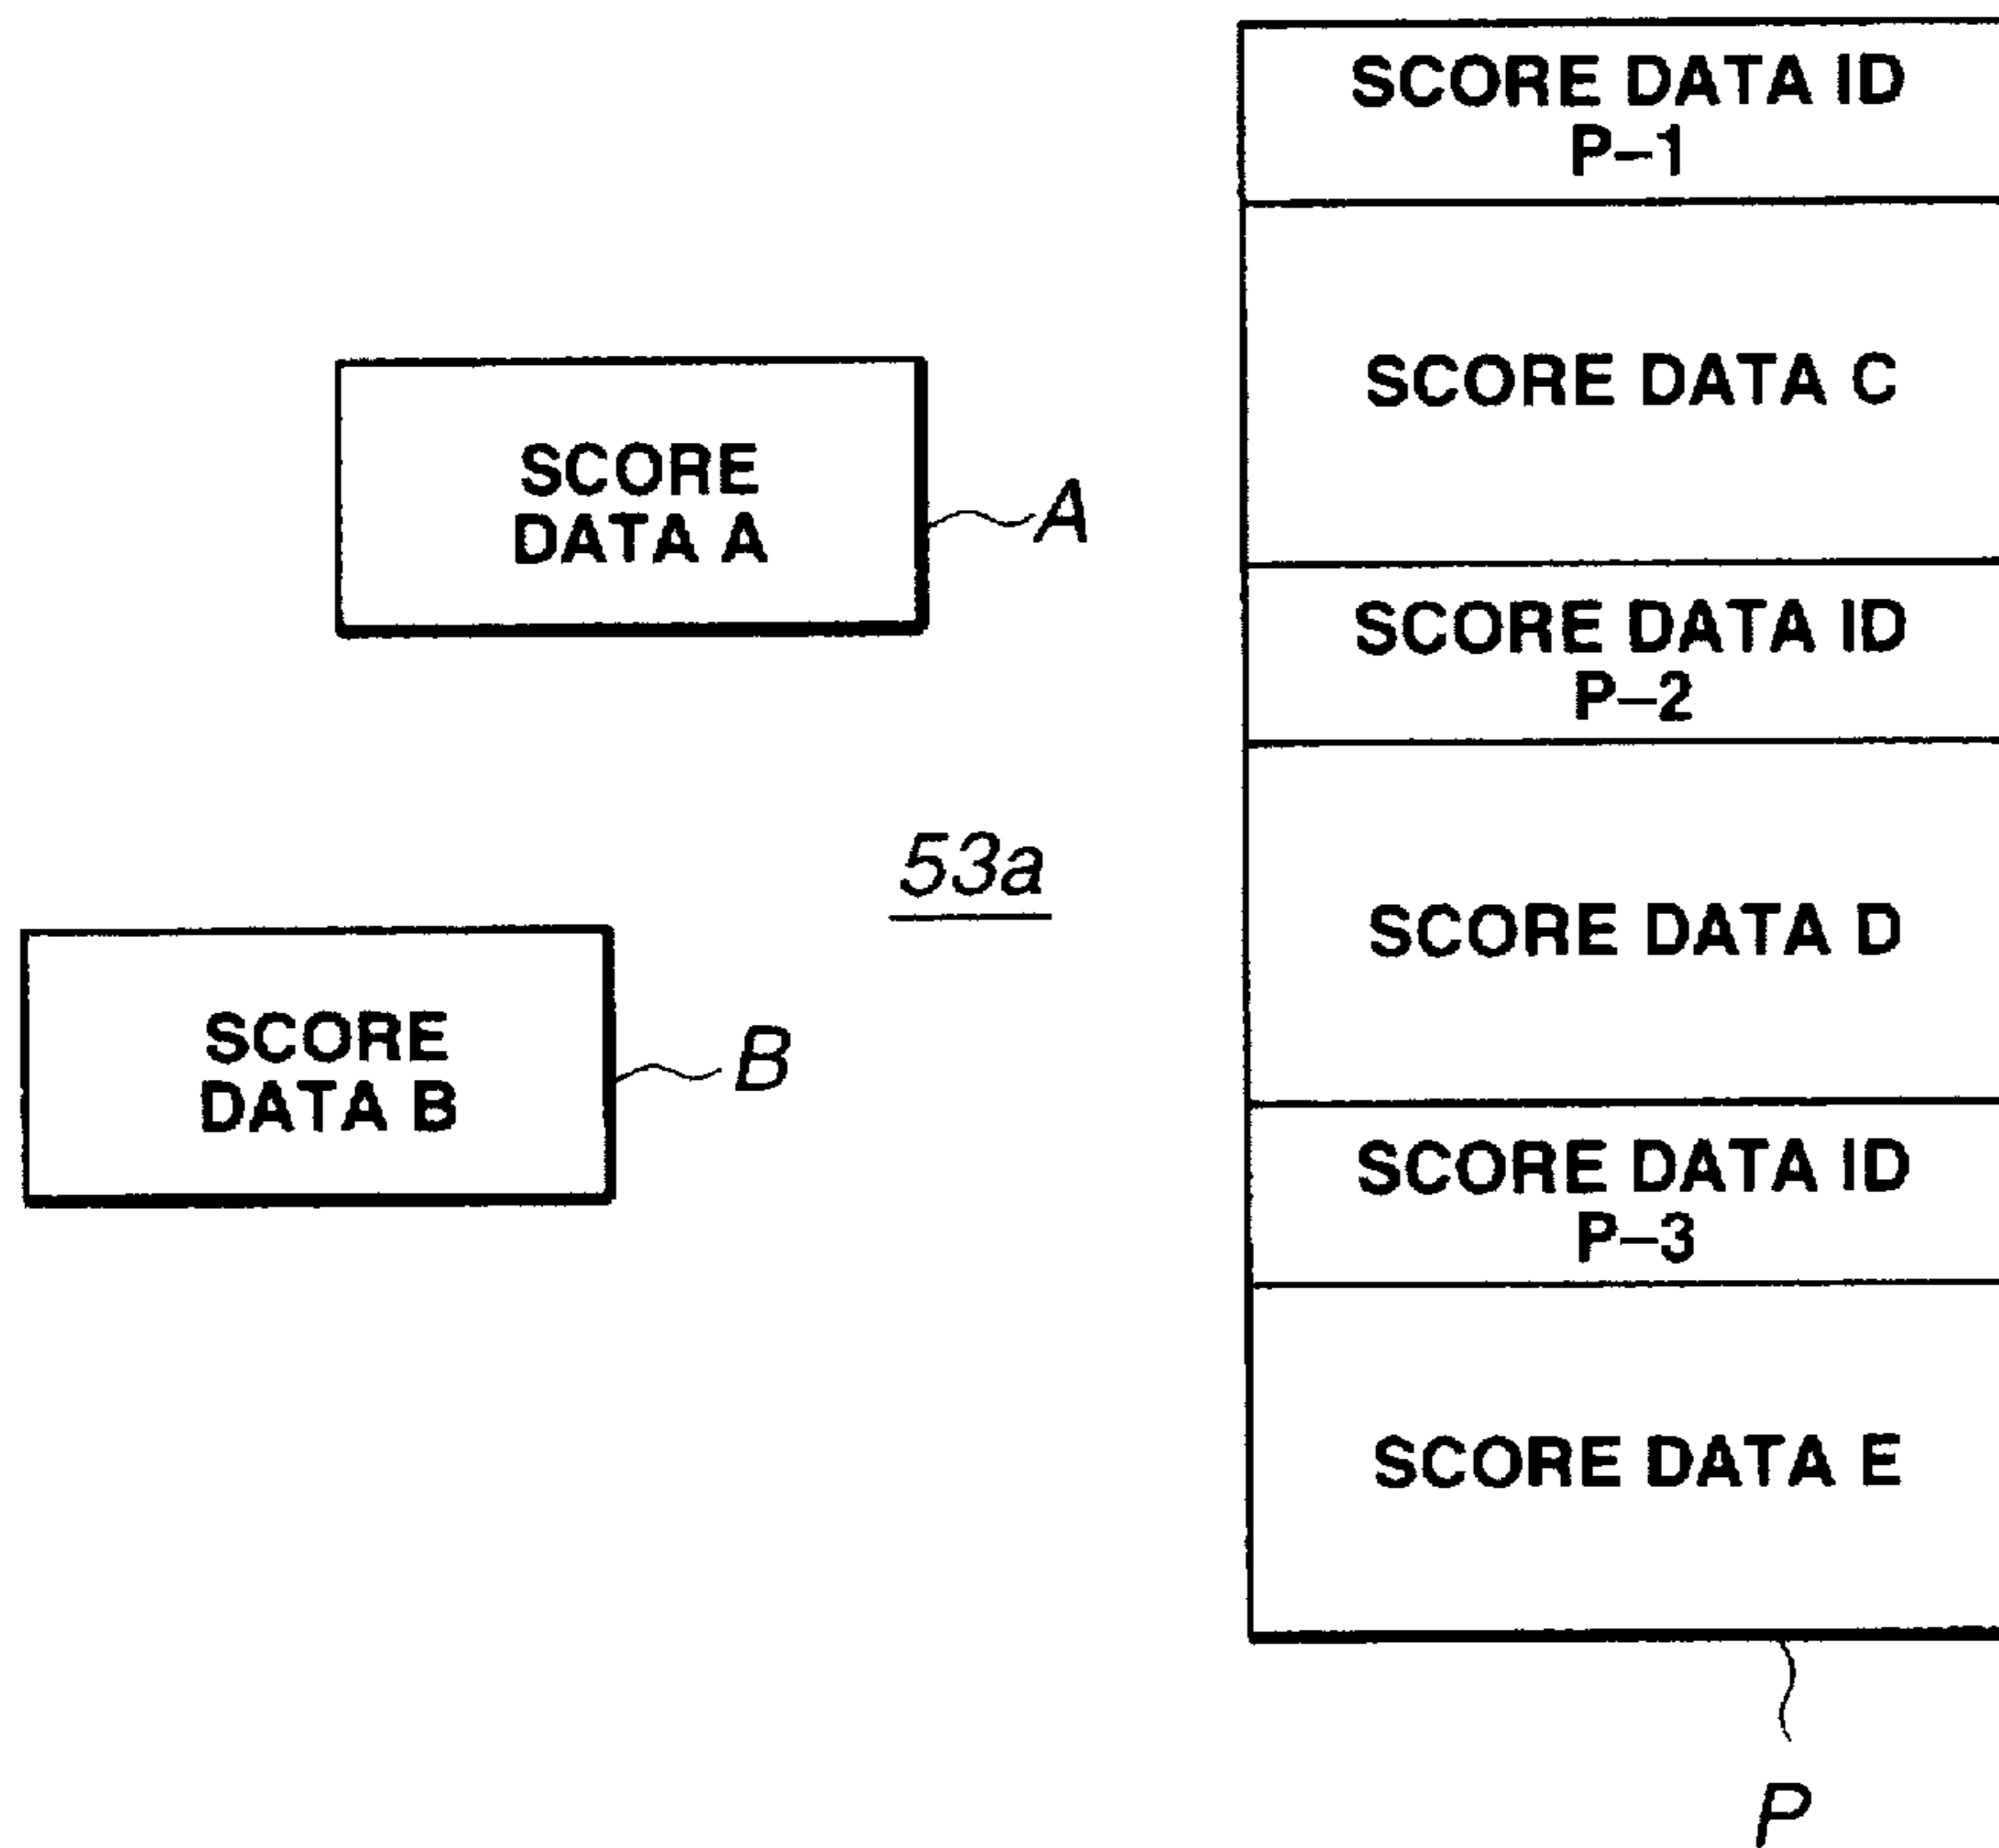 SCORE
DATA A
A
53a
SCORE
DATA B
B
SCORE DATA ID
P–1
SCORE DATA C
SCORE DATA ID
P–2
SCORE DATA D
SCORE DATA ID
P–3
SCORE DATA E
P